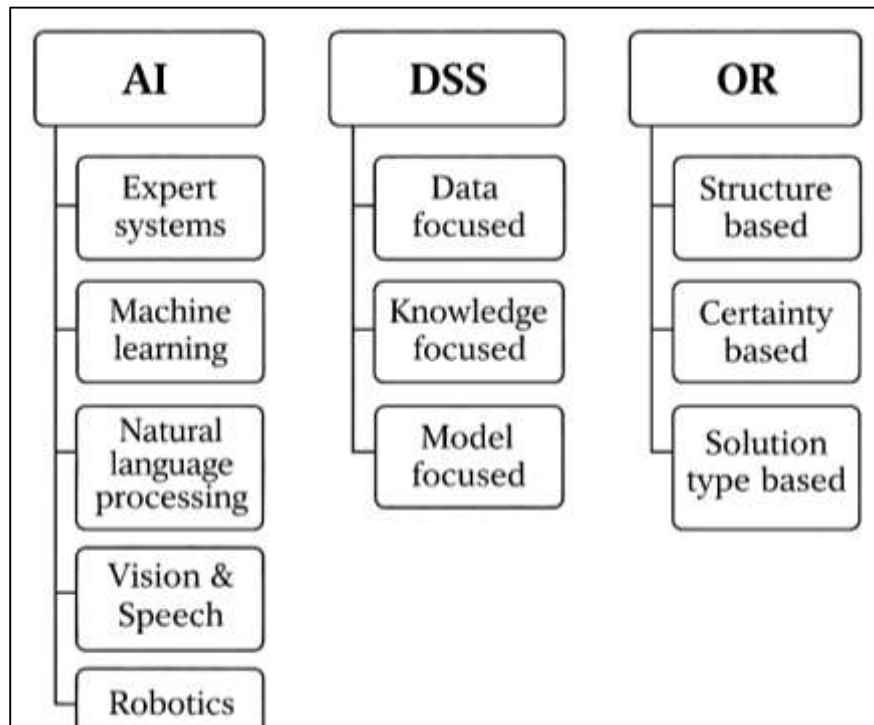 AI
Expert
systems
Machine
learning
Natural
language
processing
Vision &
Speech
Robotics
DSS
Data
focused
Knowledge
focused
Model
focused
OR
Structure
based
Certainty
based
Solution
type based